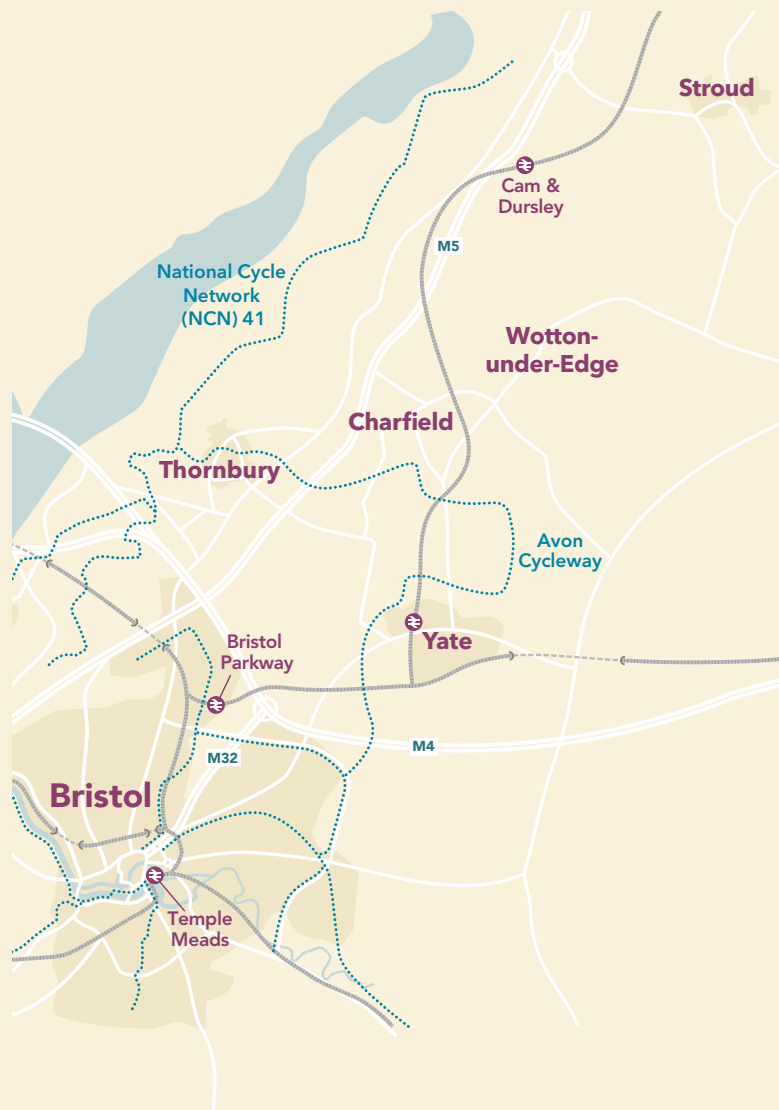 Stroud
Cam &
Dursley
M5
National Cycle
Network
(NCN) 41
Wotton-
under-Edge
Charfield
Thornbury
Avon
Cycleway
Yate
Bristol
Parkway
M4
M32
Bristol
Temple
Meads